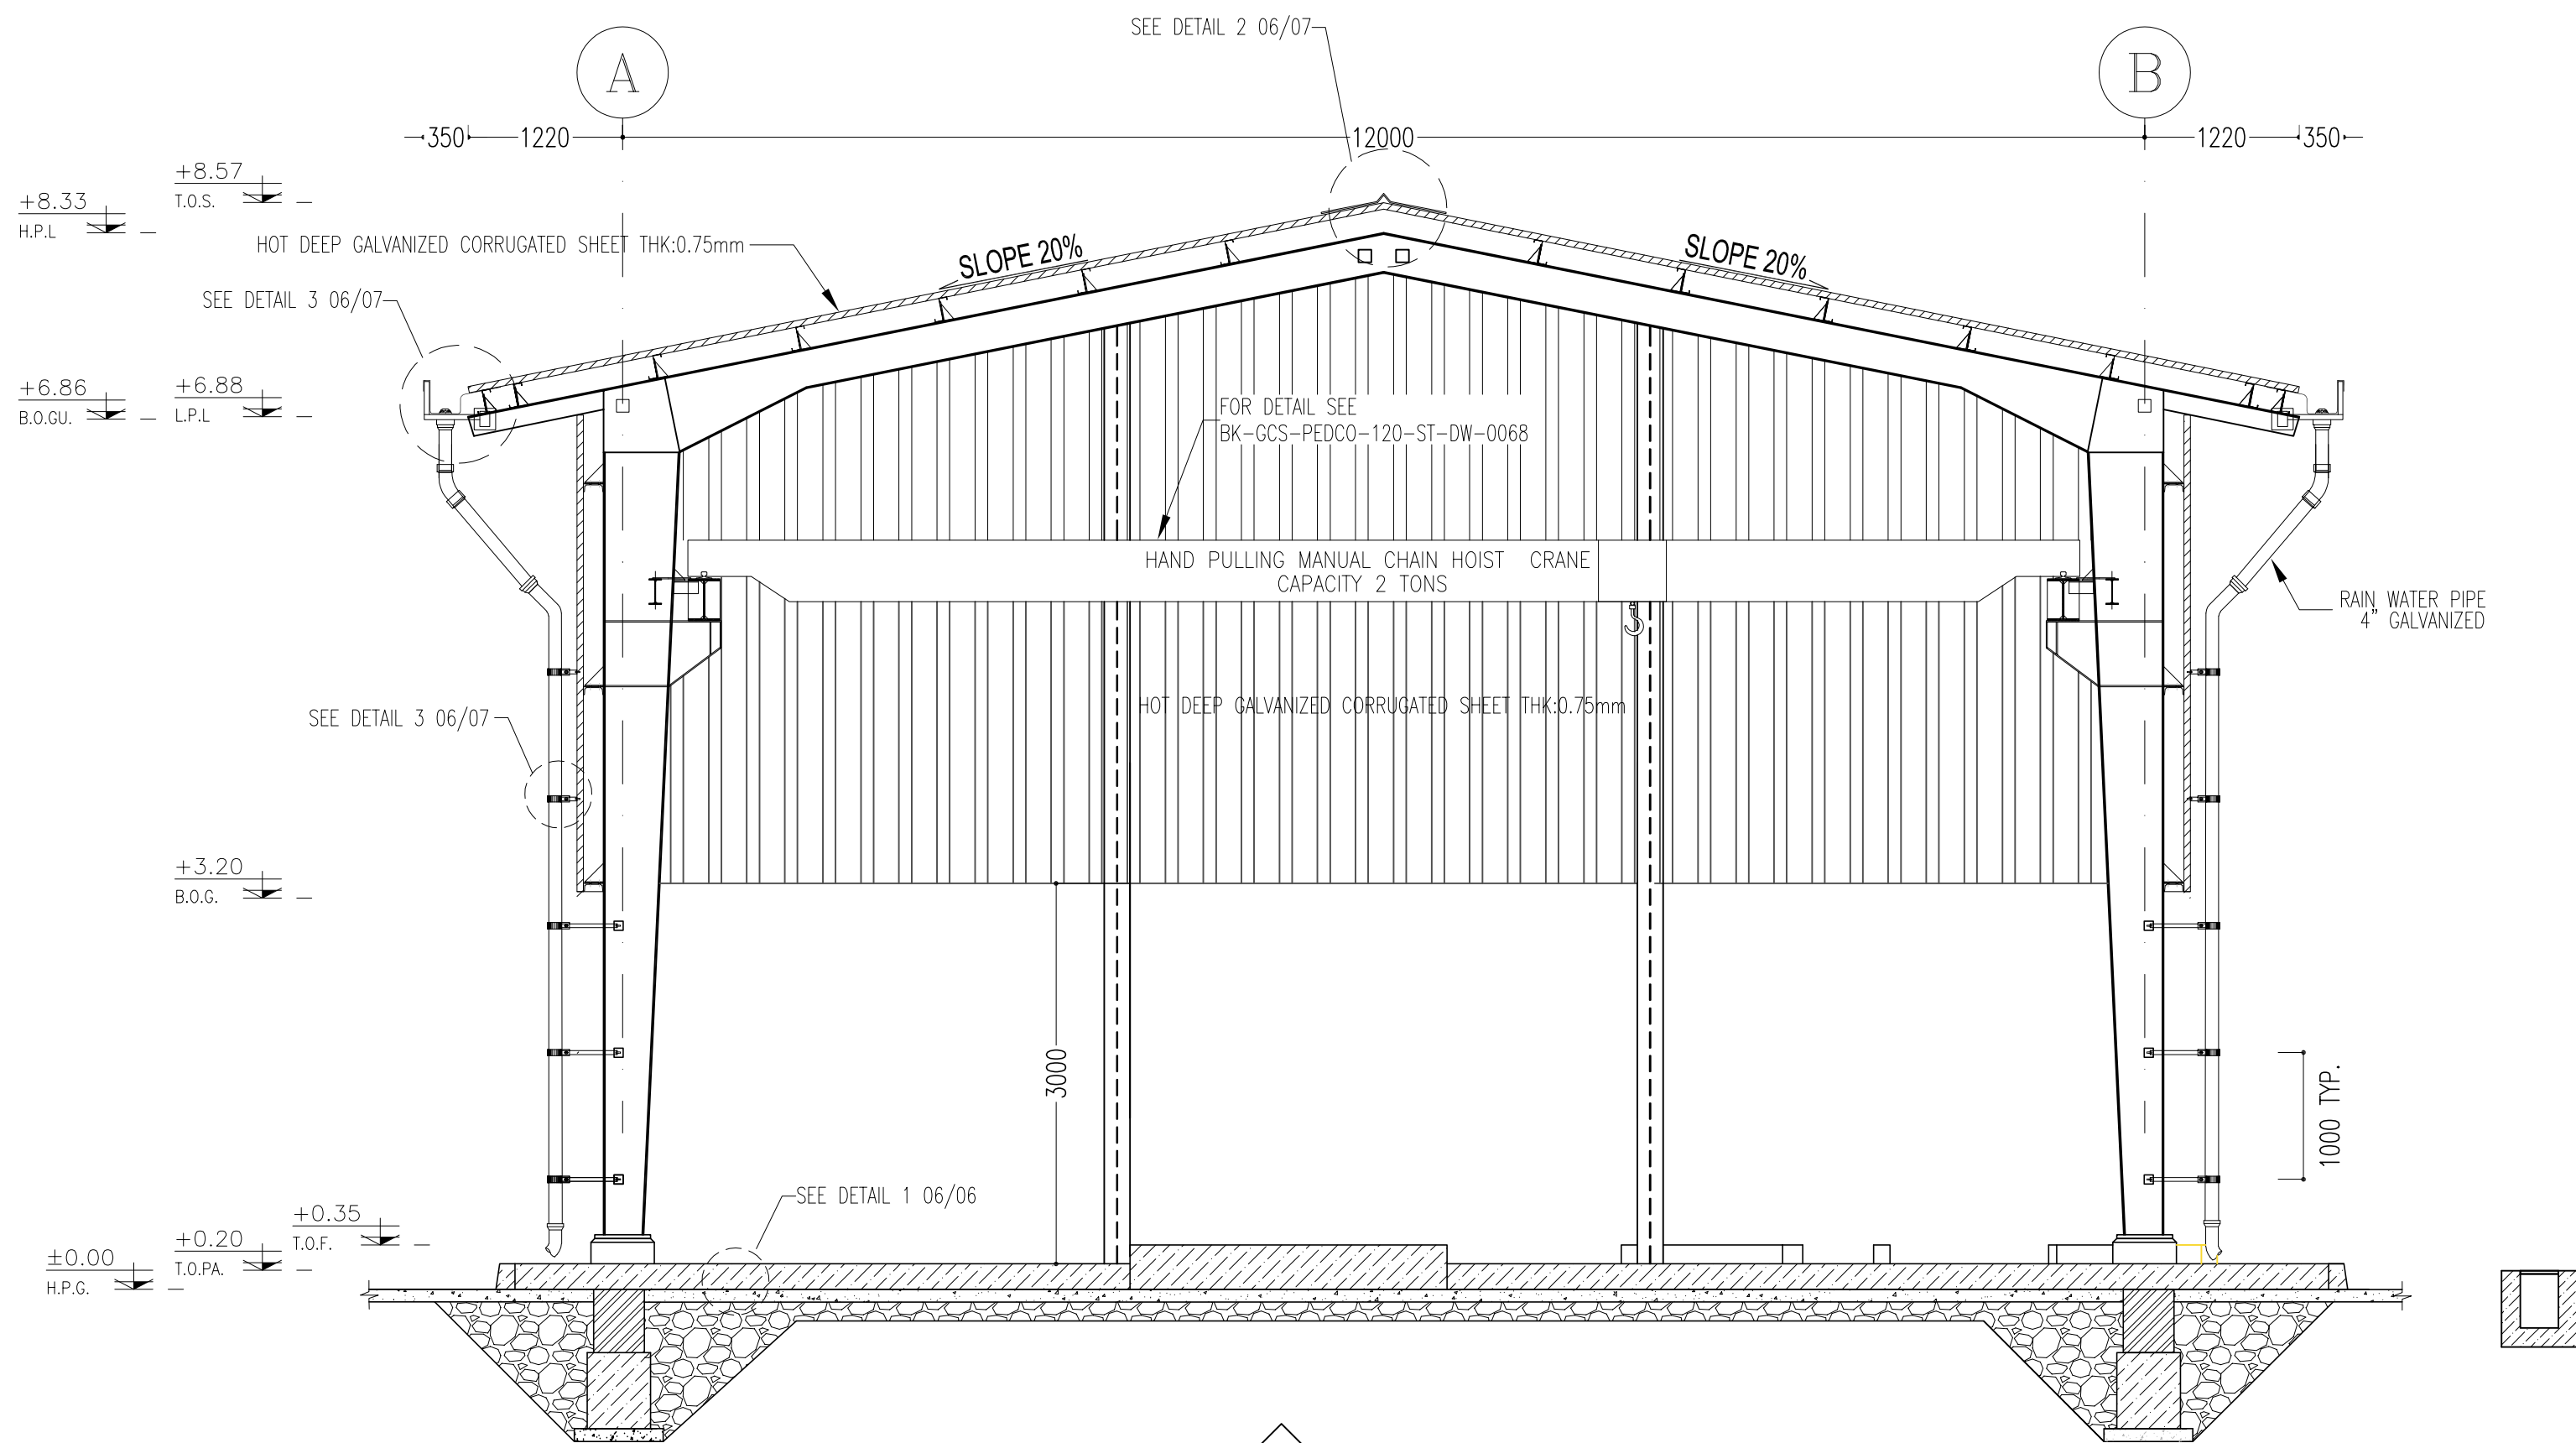 SEE DETAIL 2 06/07
A
B
350
1220
12000
1220
350
+8.57
T.O.S.
+8.33
H.P.L
HOT DEEP GALVANIZED CORRUGATED SHEET THK:0.75mm
SLOPE 20%
SLOPE 20%
SEE DETAIL 3 06/07
+6.86
B.O.GU.
+6.88
L.P.L
FOR DETAIL SEE
BK-GCS-PEDCO-120-ST-DW-0068
HAND PULLING MANUAL CHAIN HOIST CRANE
CAPACITY 2 TONS
RAIN WATER PIPE
4" GALVANIZED
HOT DEEP GALVANIZED CORRUGATED SHEET THK:0.75mm
SEE DETAIL 3 06/07
+3.20
B.O.G.
3000
1000 TYP.
SEE DETAIL 1 06/06
+0.35
T.O.F.
+0.20
T.O.PA.
±0.00
H.P.G.